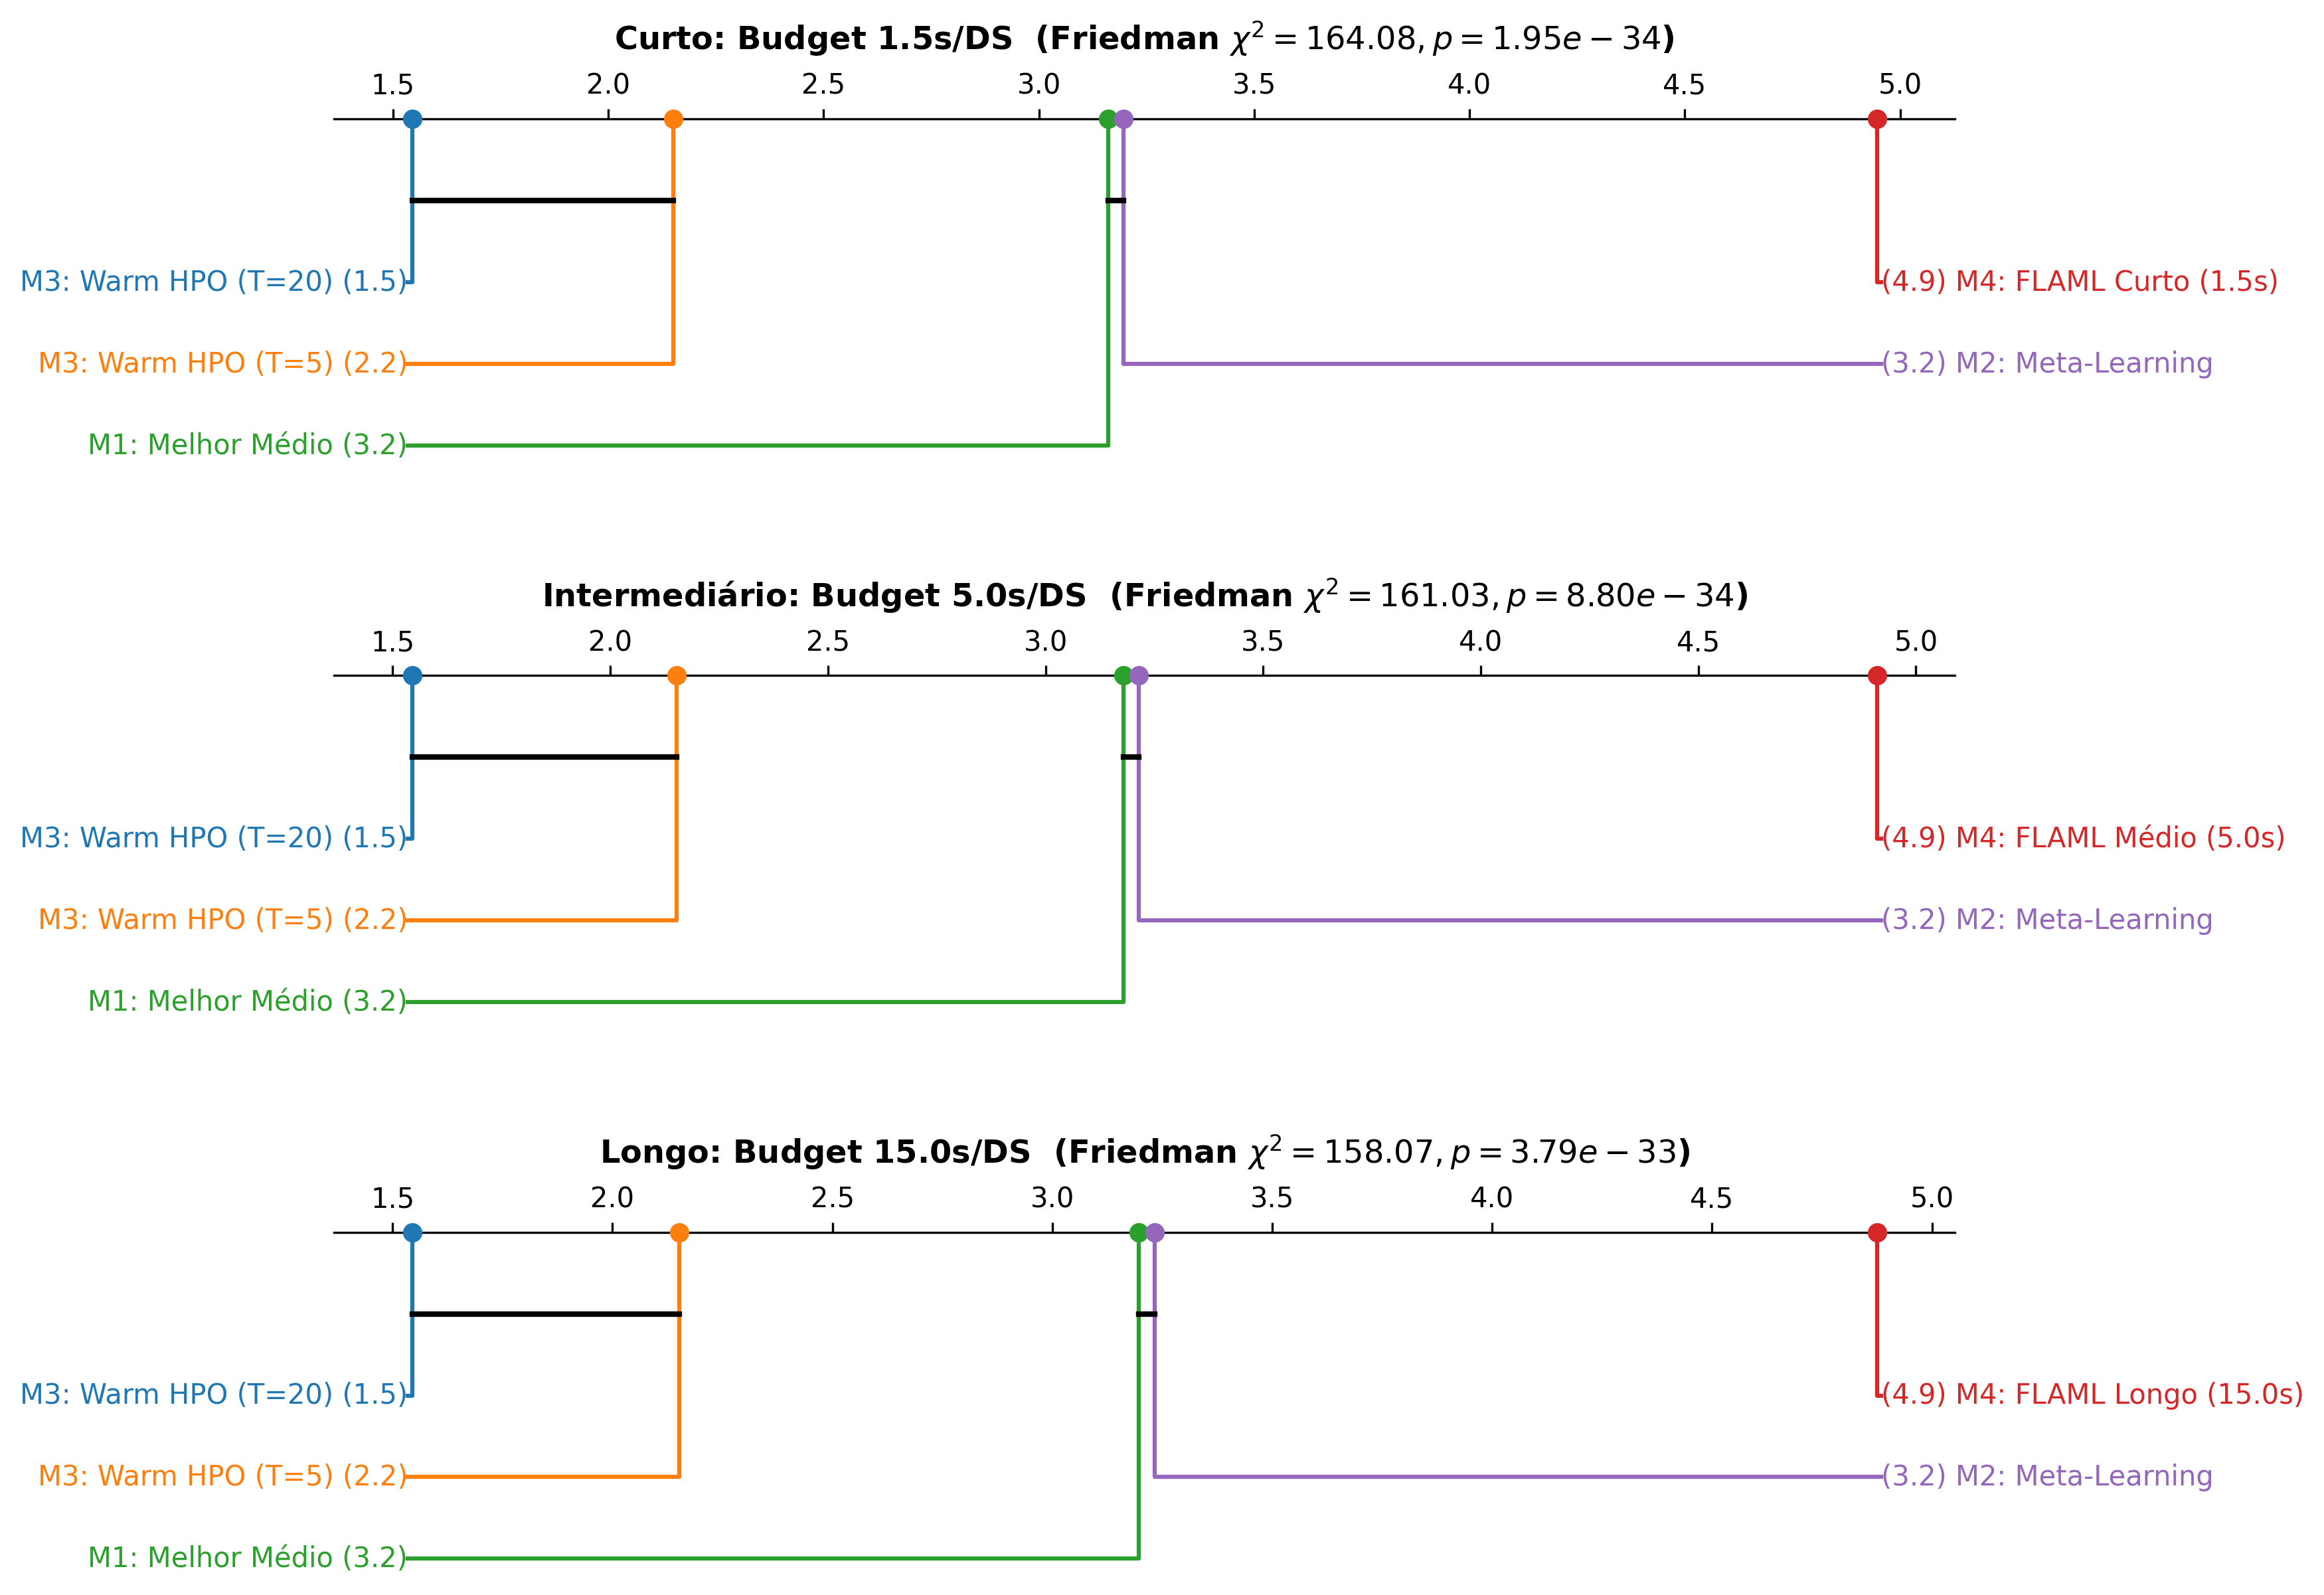 Curto: Budget 1.5s/DS (Friedman χ² = 164.08, p = 1.95e − 34)
1.5 2.0 2.5 3.0 3.5 4.0 4.5 5.0
M3: Warm HPO (T=20) (1.5) (4.9) M4: FLAML Curto (1.5s)
M3: Warm HPO (T=5) (2.2) (3.2) M2: Meta-Learning
M1: Melhor Médio (3.2)
Intermediário: Budget 5.0s/DS (Friedman χ² = 161.03, p = 8.80e − 34)
1.5 2.0 2.5 3.0 3.5 4.0 4.5 5.0
M3: Warm HPO (T=20) (1.5) (4.9) M4: FLAML Médio (5.0s)
M3: Warm HPO (T=5) (2.2) (3.2) M2: Meta-Learning
M1: Melhor Médio (3.2)
Longo: Budget 15.0s/DS (Friedman χ² = 158.07, p = 3.79e − 33)
1.5 2.0 2.5 3.0 3.5 4.0 4.5 5.0
M3: Warm HPO (T=20) (1.5) (4.9) M4: FLAML Longo (15.0s)
M3: Warm HPO (T=5) (2.2) (3.2) M2: Meta-Learning
M1: Melhor Médio (3.2)